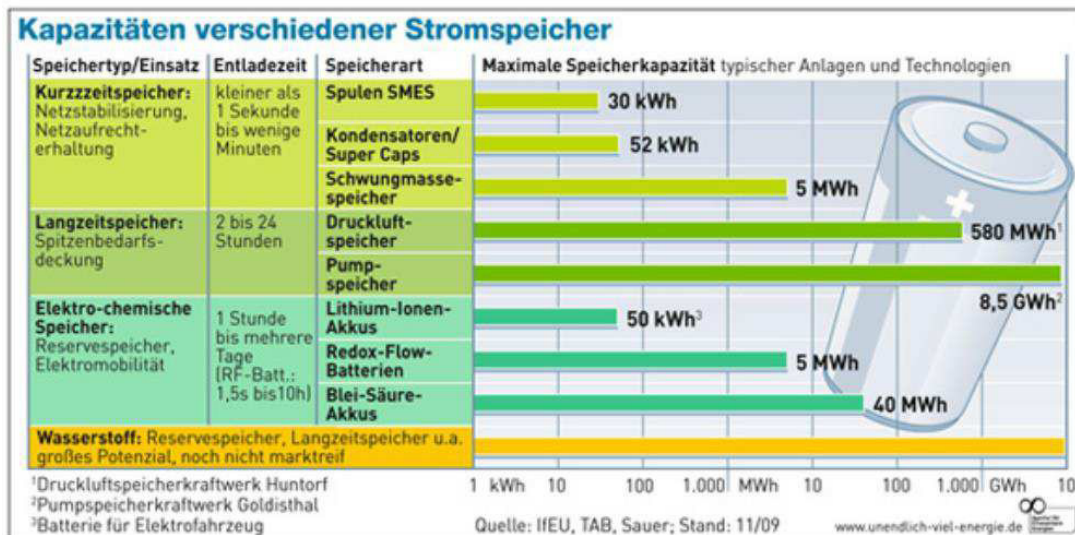 Kapazitäten verschiedener Stromspeicher
Speichertyp/Einsatz Entladezeit Speicherart Maximale Speicherkapazität typischer Anlagen und Technologien
Kurzzzeitspeicher:
Netzstabilisierung,
Netzaufrecht-
erhaltung
kleiner als
1 Sekunde
bis wenige
Minuten
Spulen SMES
30 kWh
Kondensatoren/
Super Caps
52 kWh
Schwungmasse-
speicher
5 MWh
Langzeitspeicher:
Spitzenbedarfs-
deckung
2 bis 24
Stunden
Druckluft-
speicher
580 MWh¹
Pump-
speicher
8,5 GWh²
Elektro-chemische
Speicher:
Reservespeicher,
Elektromobilität
1 Stunde
bis mehrere
Tage
(RF-Batt.:
1,5s bis10h)
Lithium-Ionen-
Akkus
50 kWh³
Redox-Flow-
Batterien
5 MWh
Blei-Säure-
Akkus
40 MWh
Wasserstoff: Reservespeicher, Langzeitspeicher u.a.
großes Potenzial, noch nicht marktreif
1 kWh 10 100 1.000 MWh 10 100 1.000 GWh 10
¹Druckluftspeicherkraftwerk Huntorf
²Pumpspeicherkraftwerk Goldisthal
³Batterie für Elektrofahrzeug
Quelle: IfEU, TAB, Sauer; Stand: 11/09
www.unendlich-viel-energie.de